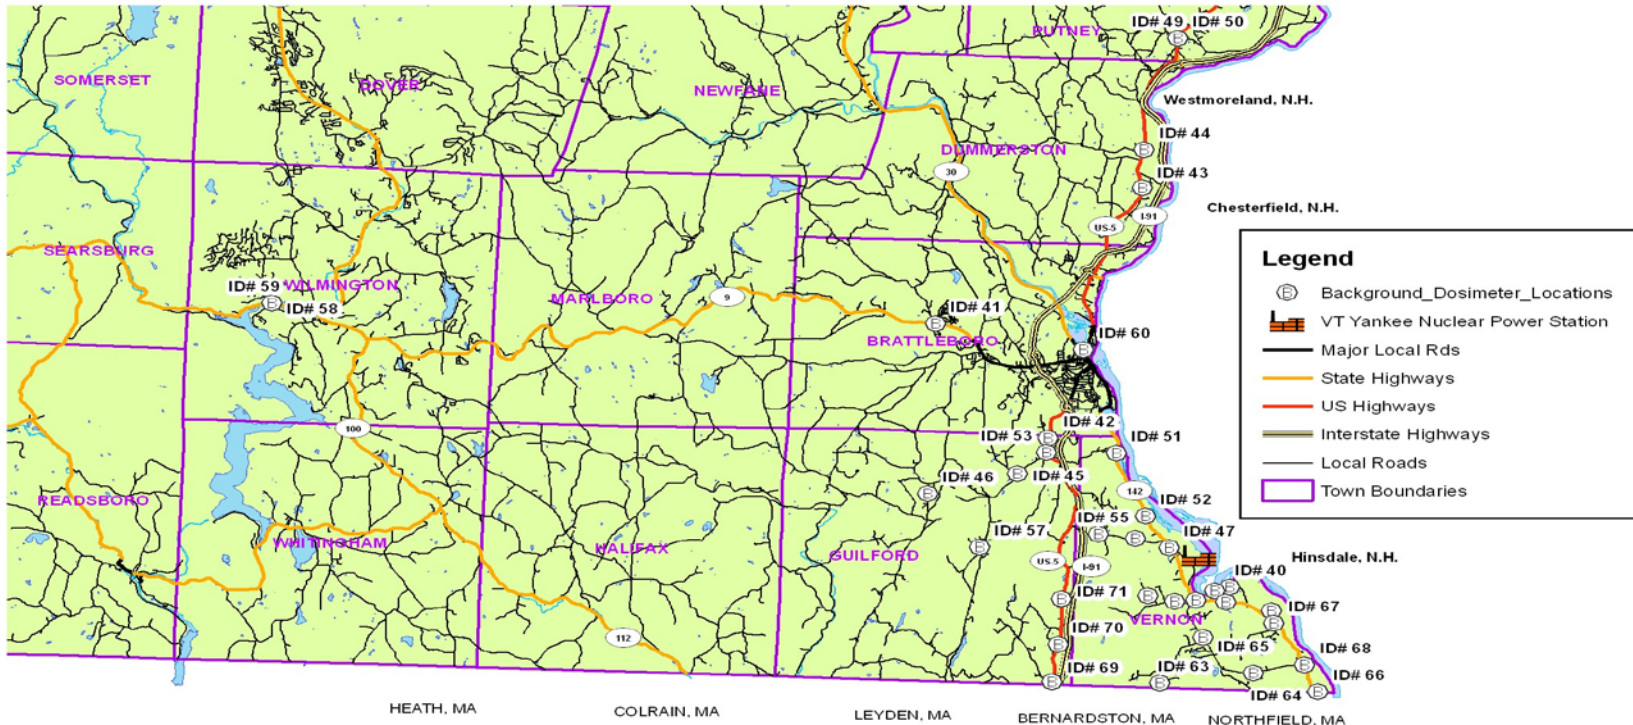 ID# 49 ID# 50
PUTNEY
SOMERSET
DOVER
NEWFANE
Westmoreland, N.H.
ID# 44
DUMMERSTON
30
ID# 43
Chesterfield, N.H.
I-91
US-5
SEARSBURG
ID# 59
WILMINGTON
ID# 58
MARLBORO
9
ID# 41
BRATTLEBORO
ID# 60
Legend
B Background_Dosimeter_Locations
VT Yankee Nuclear Power Station
Major Local Rds
State Highways
US Highways
Interstate Highways
Local Roads
Town Boundaries
100
ID# 42
ID# 53
ID# 51
ID# 46
ID# 45
142
READSBORO
ID# 52
ID# 55
ID# 57
ID# 47
WHITINGHAM
HALIFAX
GUILFORD
US-5
I-91
Hinsdale, N.H.
ID# 40
ID# 71
ID# 67
VERNON
112
ID# 70
ID# 65
ID# 68
ID# 69
ID# 63
ID# 66
ID# 64
HEATH, MA
COLRAIN, MA
LEYDEN, MA
BERNARDSTON, MA
NORTHFIELD, MA